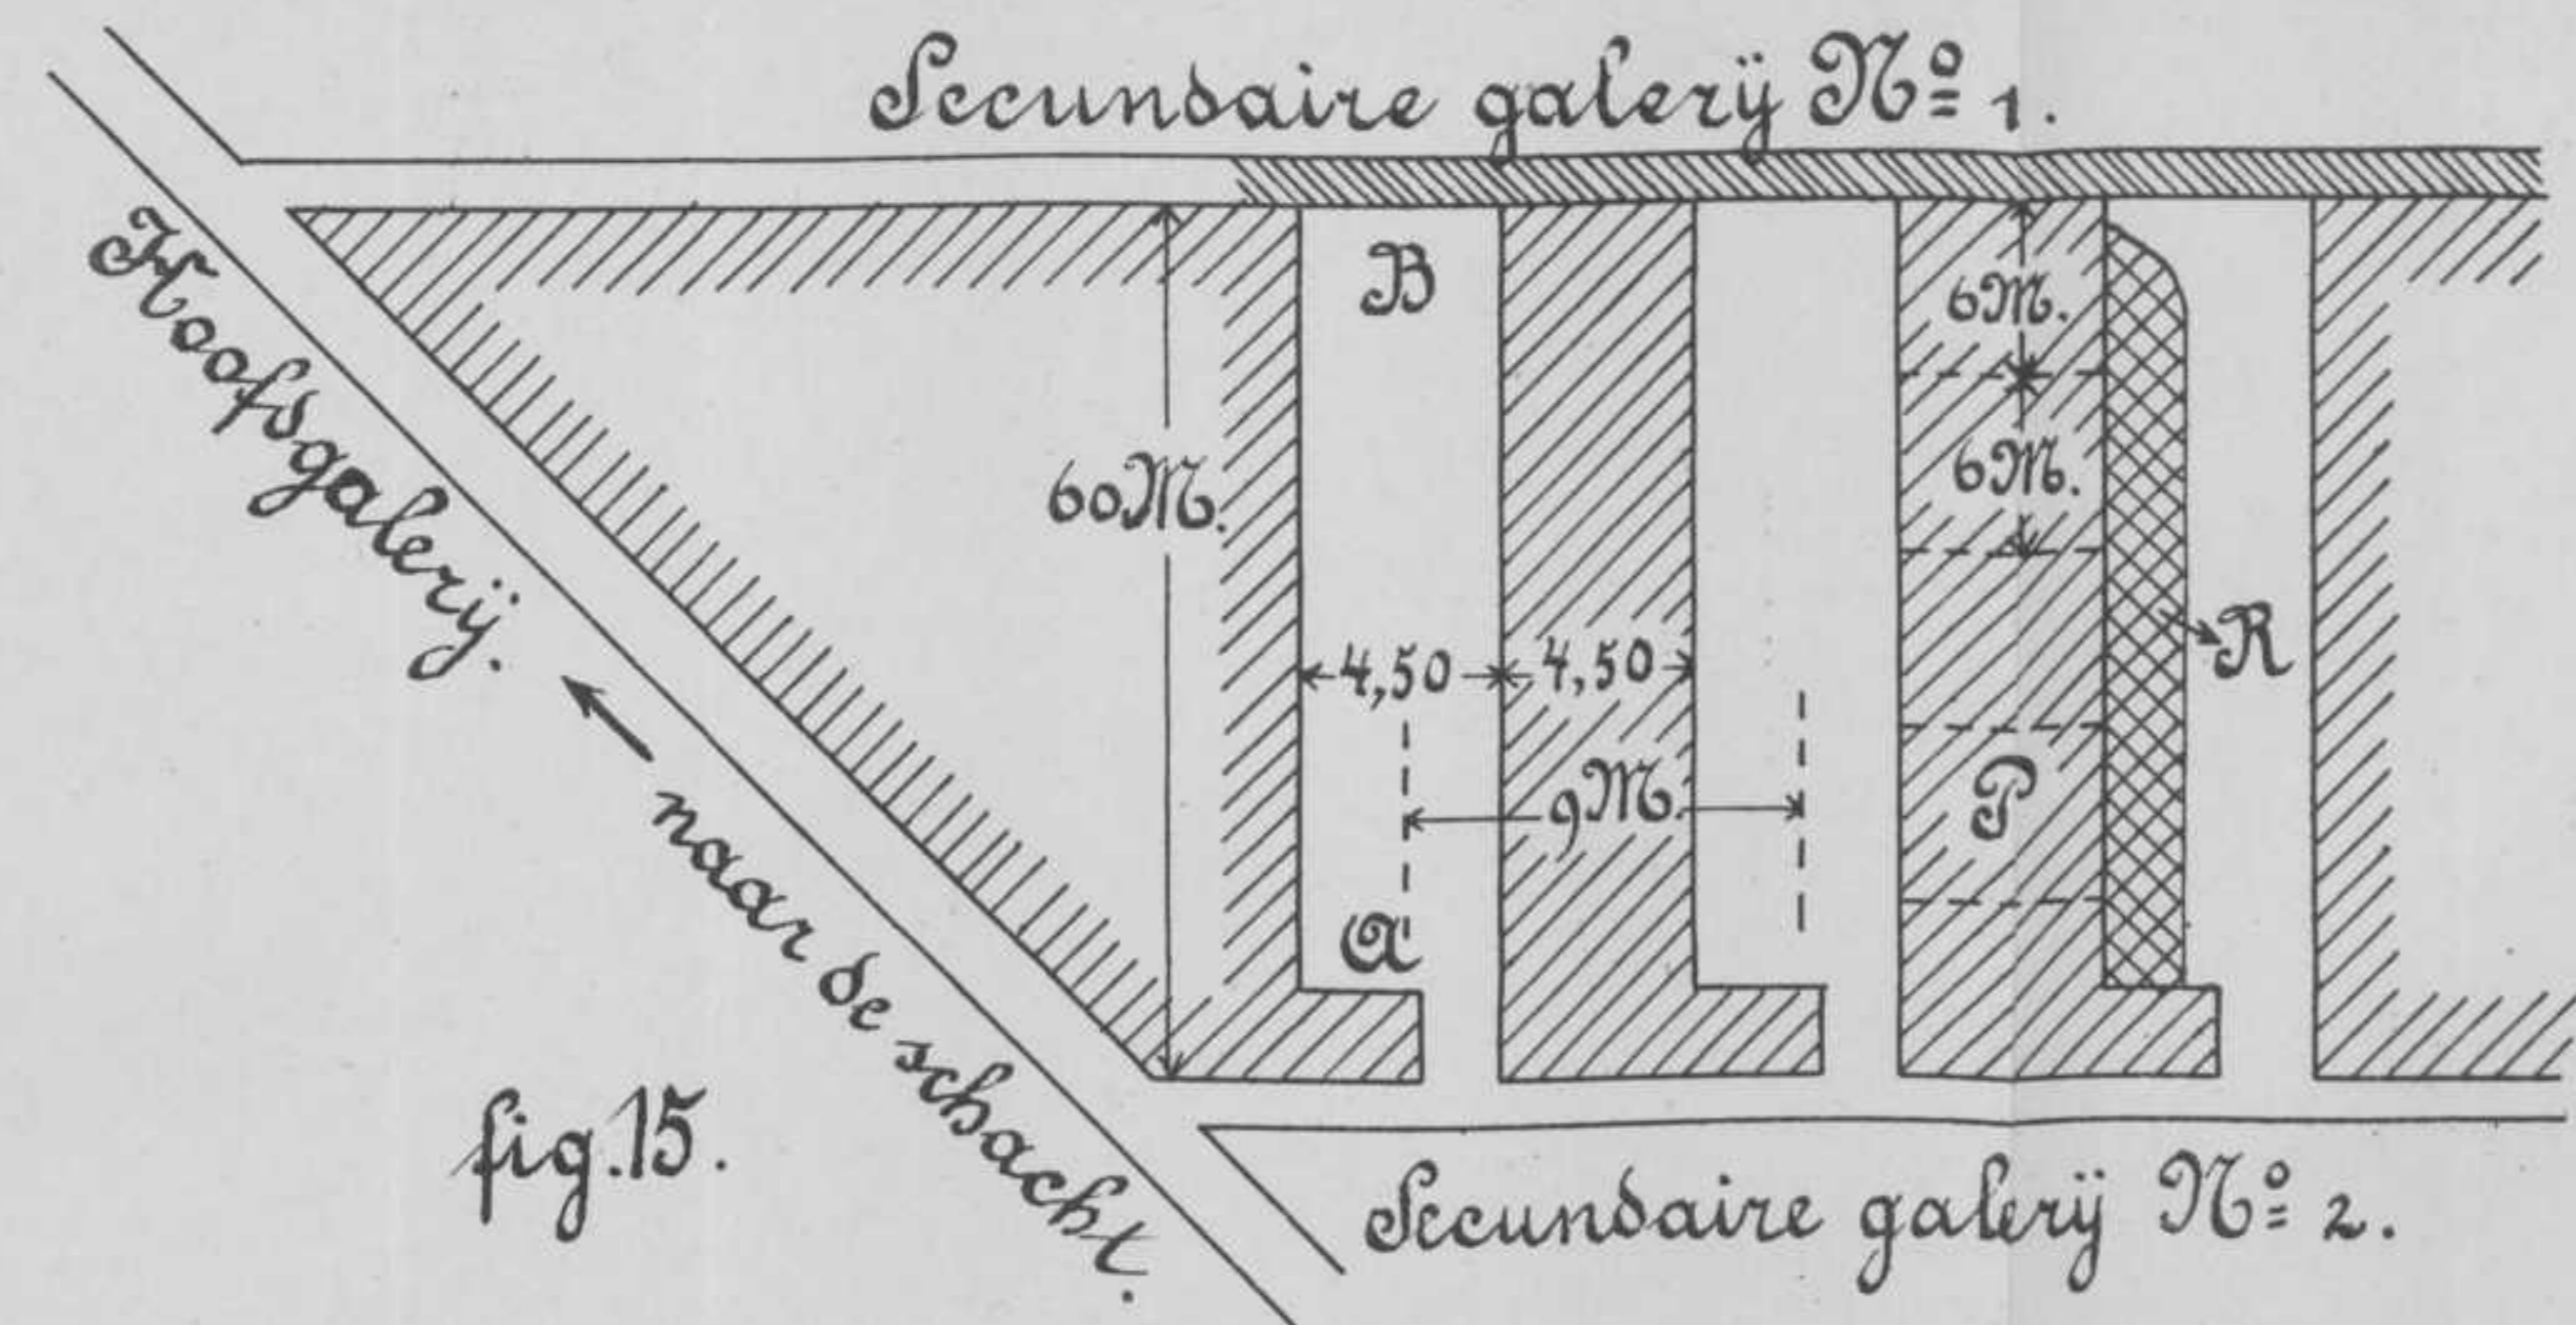 Secundaire galerij Nº 1.
Hoofdgalerij.
naar de schacht.
B
60M.
6M.
6M.
R
4,50
4,50
9M.
P
A
fig. 15.
Secundaire galerij Nº 2.